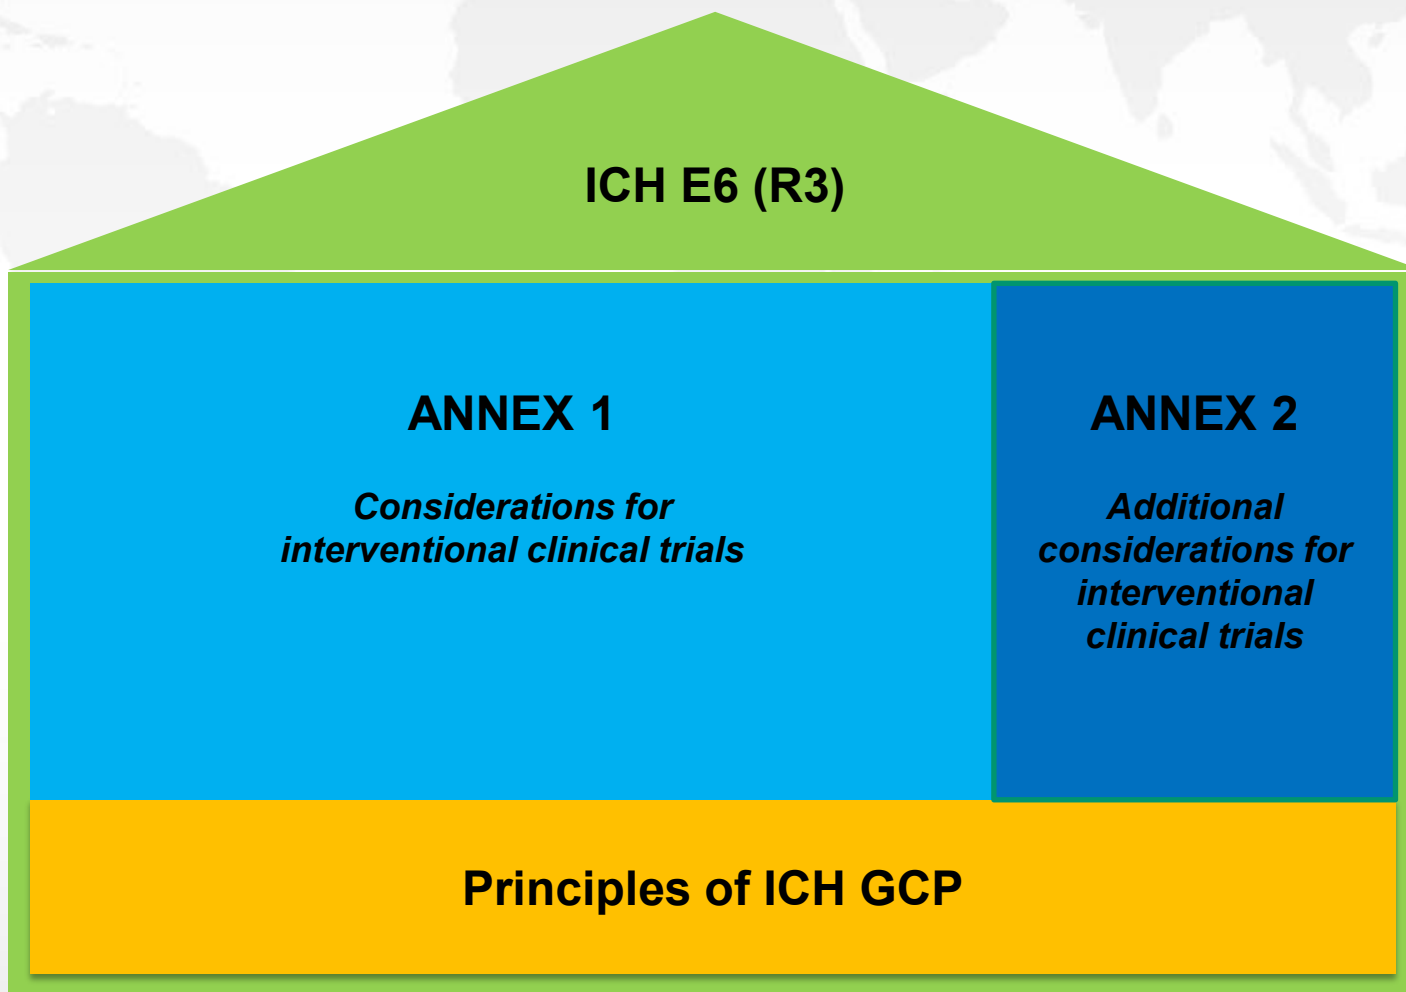 ICH E6 (R3)
ANNEX 1
Considerations for
interventional clinical trials
ANNEX 2
Additional
considerations for
interventional
clinical trials
Principles of ICH GCP